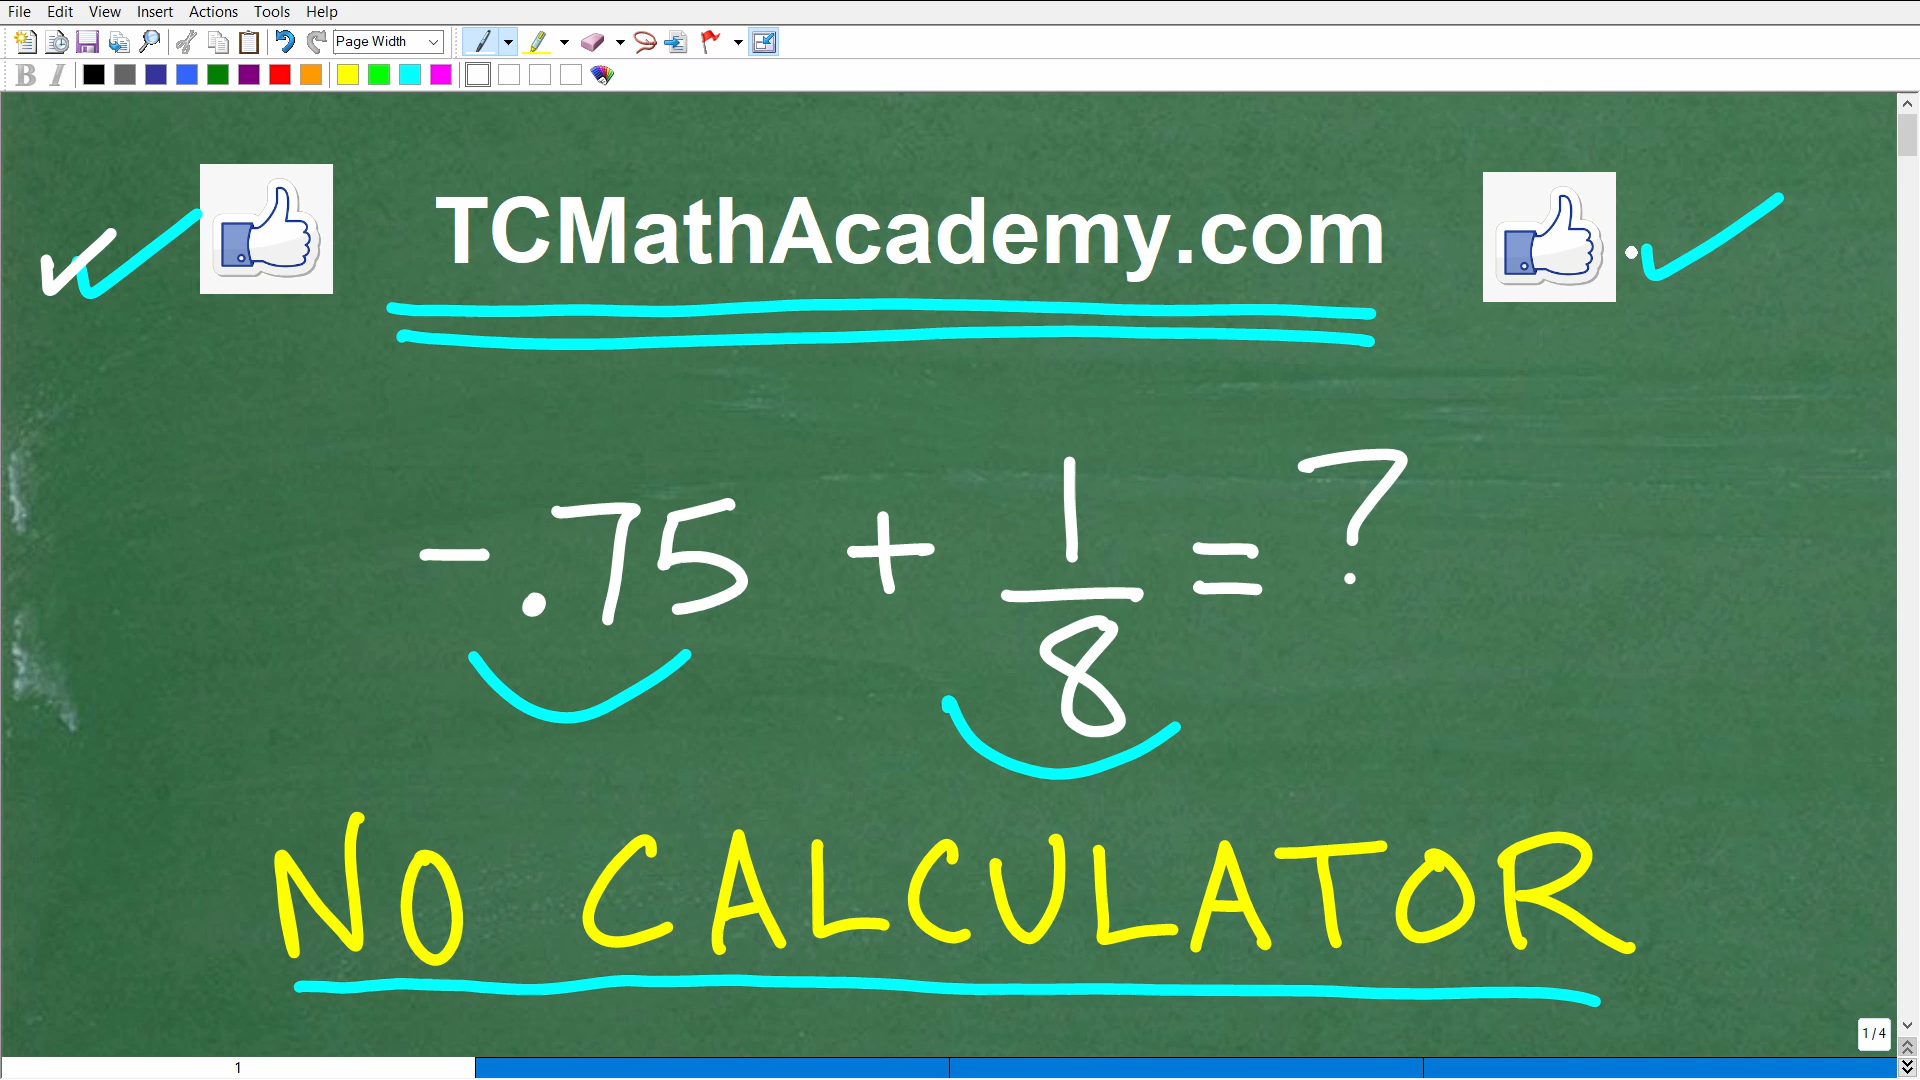 File Edit View Insert Actions Tools Help
Page Width
B I
TCMathAcademy.com
-.75 + 1/8 = ?
NO CALCULATOR
1 / 4
1